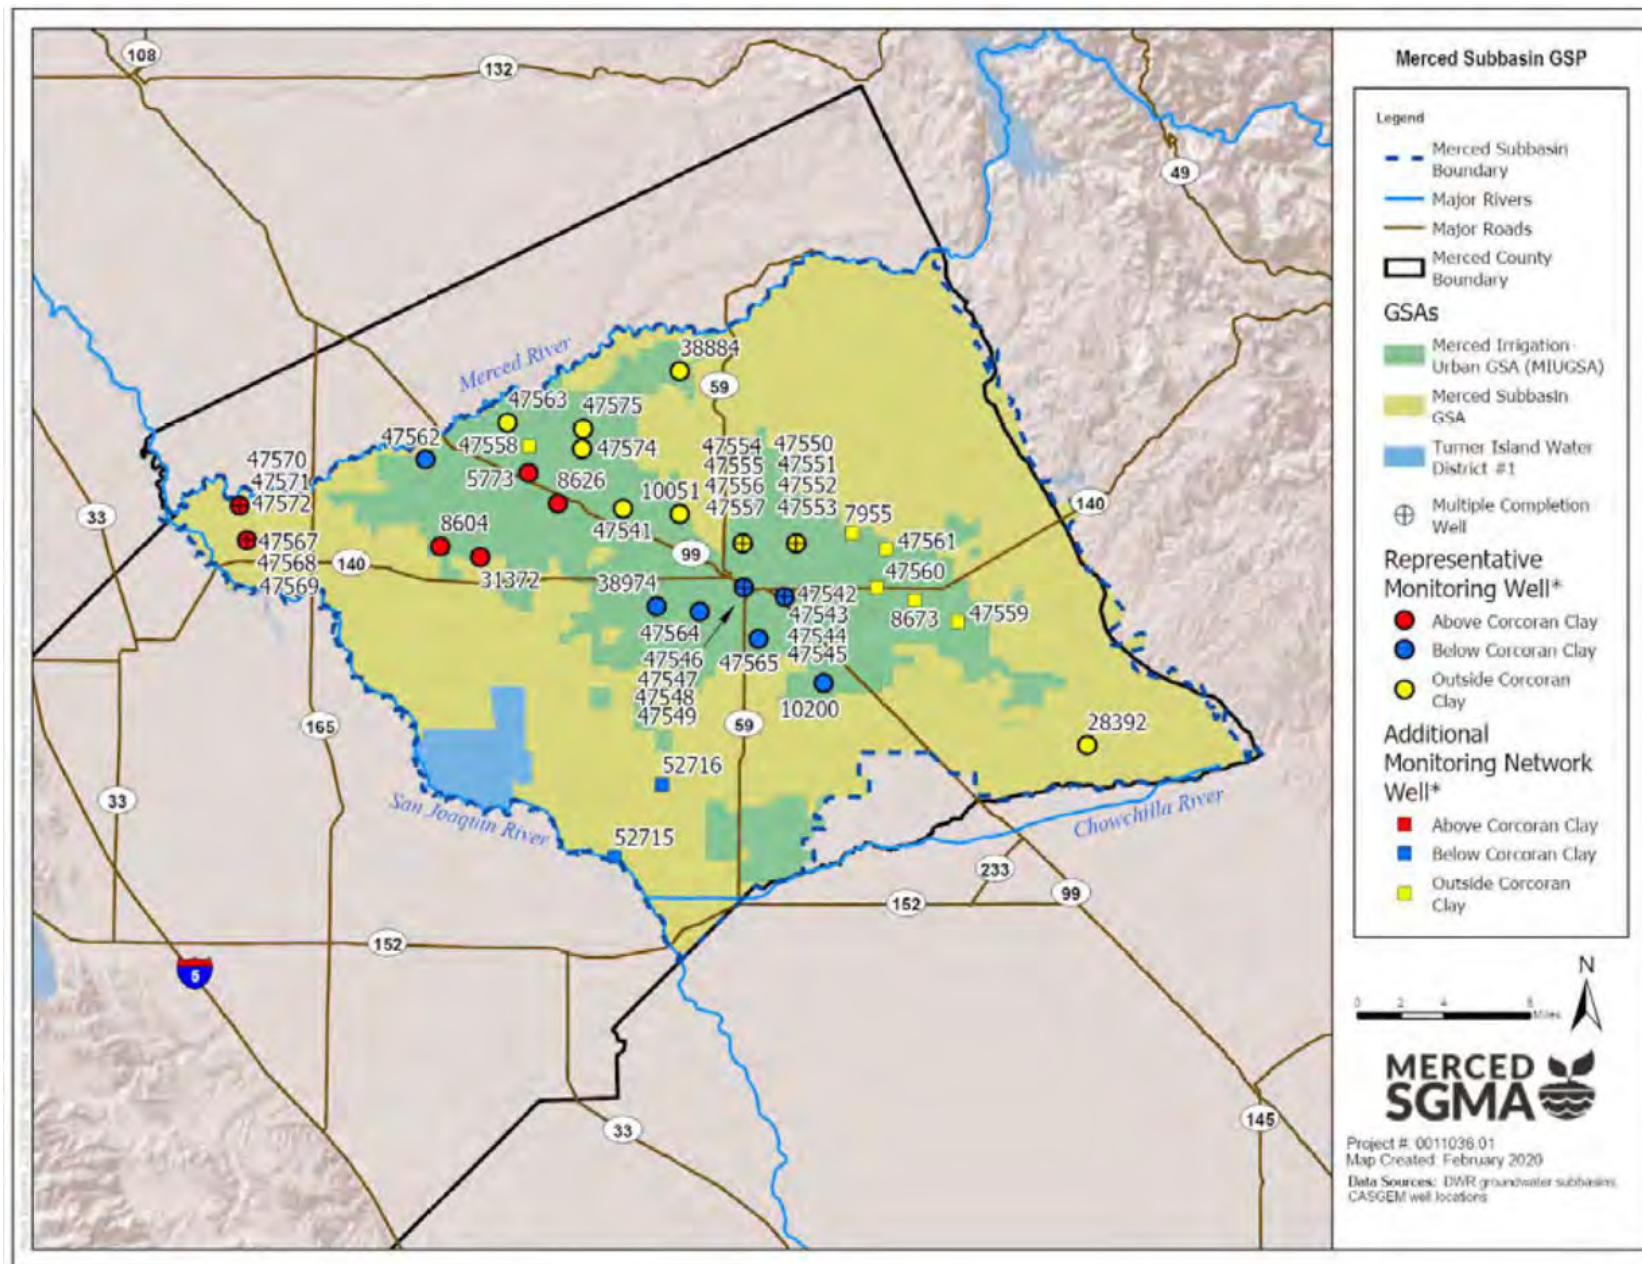 108
132
49
Merced River
38884
59
47563
47575
47562
47558
47574
47554
47550
47570
47555
47551
47571
5773
8626
47556
47552
47572
10051
47557
47553
33
140
7955
8604
47541
47567
99
47561
47568
140
31372
38974
47560
47569
47542
8673
47559
47564
47543
47546
47565
47544
47547
47545
47548
10200
47549
59
165
28392
52716
33
San Joaquin River
Chowchilla River
52715
233
99
152
152
5
33
145
Merced Subbasin GSP
Legend
Merced Subbasin
Boundary
Major Rivers
Major Roads
Merced County
Boundary
GSAs
Merced Irrigation-
Urban GSA (MIUGSA)
Merced Subbasin
GSA
Turner Island Water
District #1
Multiple Completion
Well
Representative
Monitoring Well*
Above Corcoran Clay
Below Corcoran Clay
Outside Corcoran
Clay
Additional
Monitoring Network
Well*
Above Corcoran Clay
Below Corcoran Clay
Outside Corcoran
Clay
N
0 2 4 8 Miles
MERCED
SGMA
Project #: 0011036.01
Map Created: February 2020
Data Sources: DWR groundwater subbasins,
CASGEM well locations